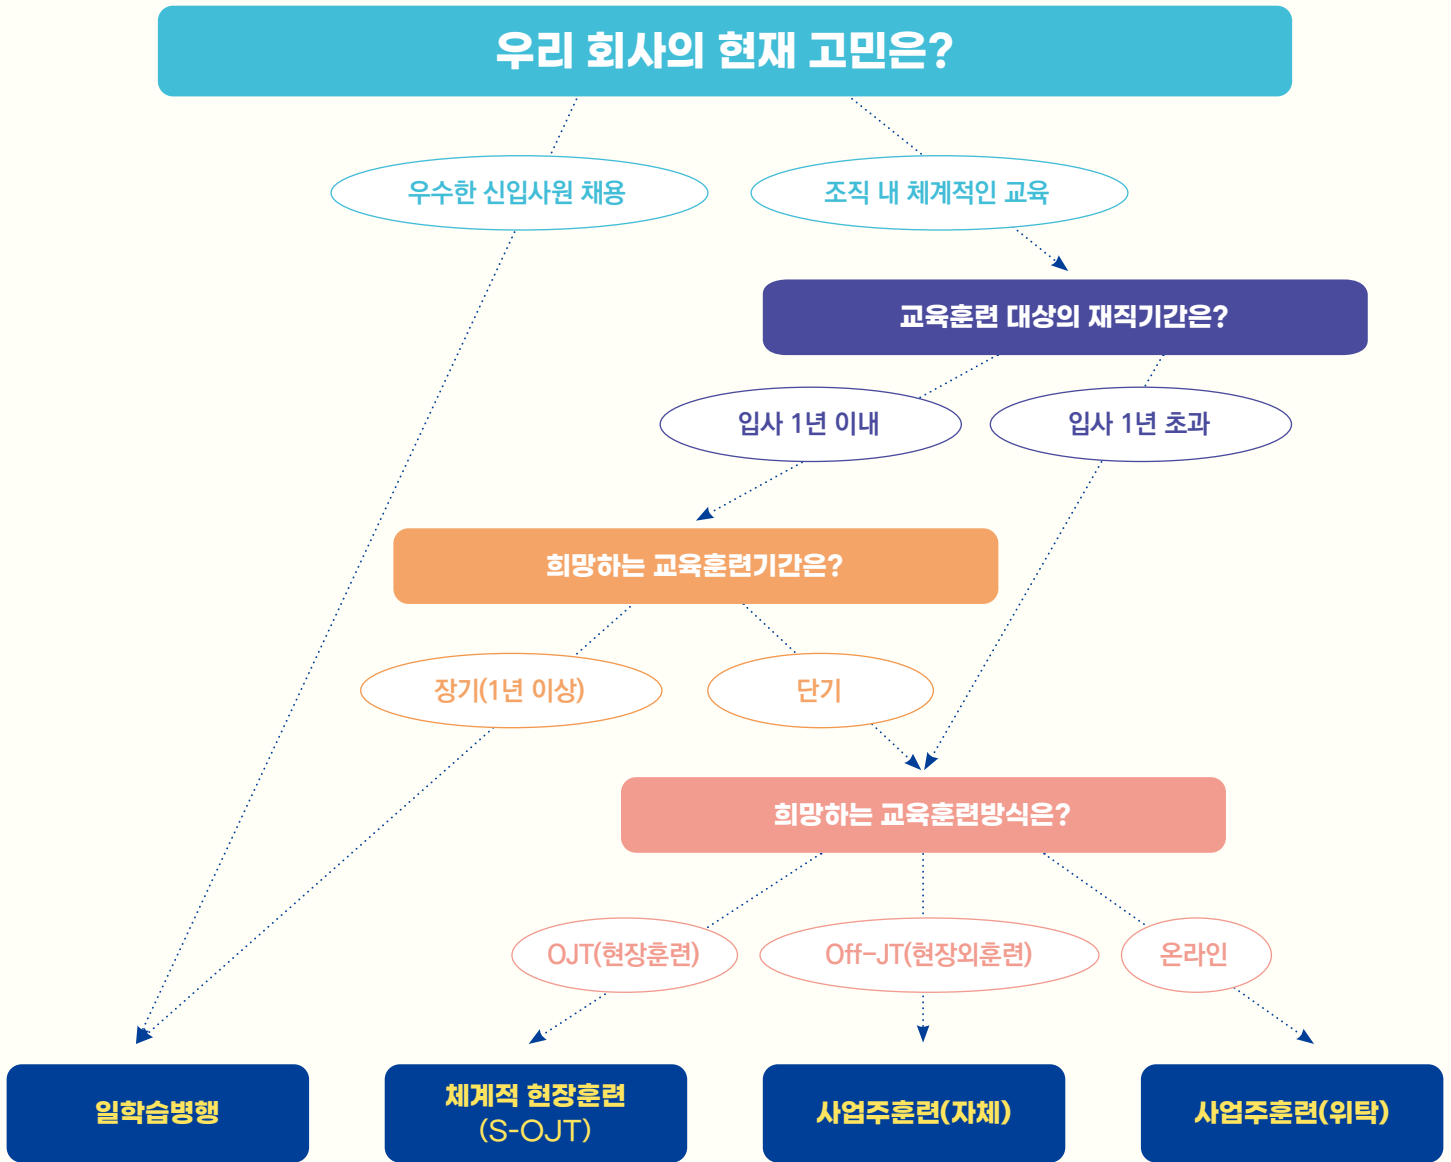 우리 회사의 현재 고민은?
우수한 신입사원 채용
조직 내 체계적인 교육
교육훈련 대상의 재직기간은?
입사 1년 이내
입사 1년 초과
희망하는 교육훈련기간은?
장기(1년 이상)
단기
희망하는 교육훈련방식은?
OJT(현장훈련)
Off-JT(현장외훈련)
온라인
일학습병행
체계적 현장훈련
(S-OJT)
사업주훈련(자체)
사업주훈련(위탁)